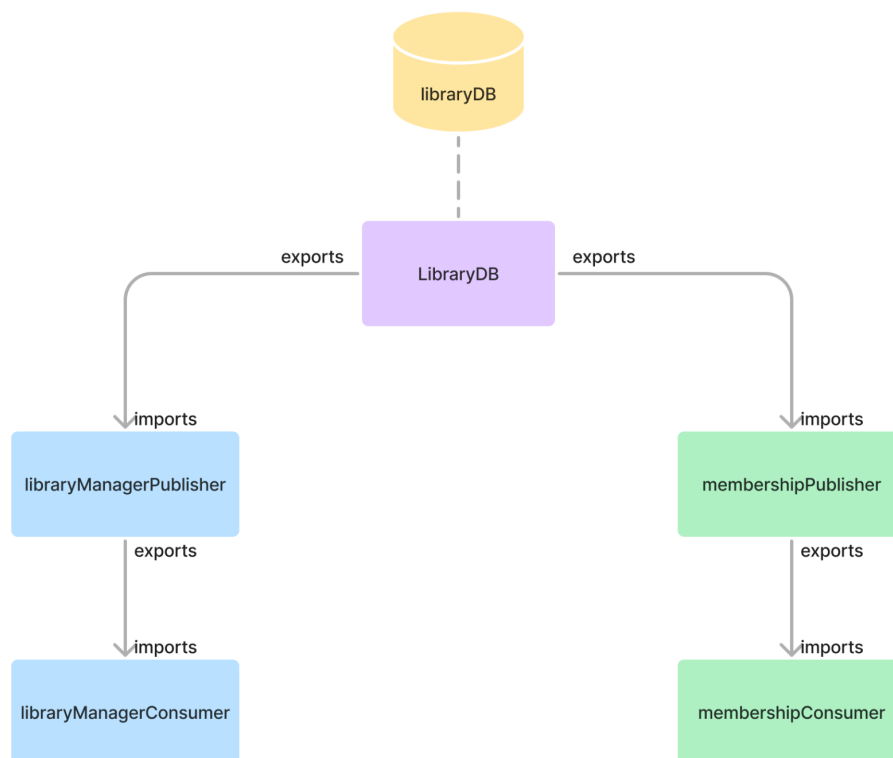 libraryDB
exports
LibraryDB
exports
imports
imports
libraryManagerPublisher
membershipPublisher
exports
exports
imports
imports
libraryManagerConsumer
membershipConsumer